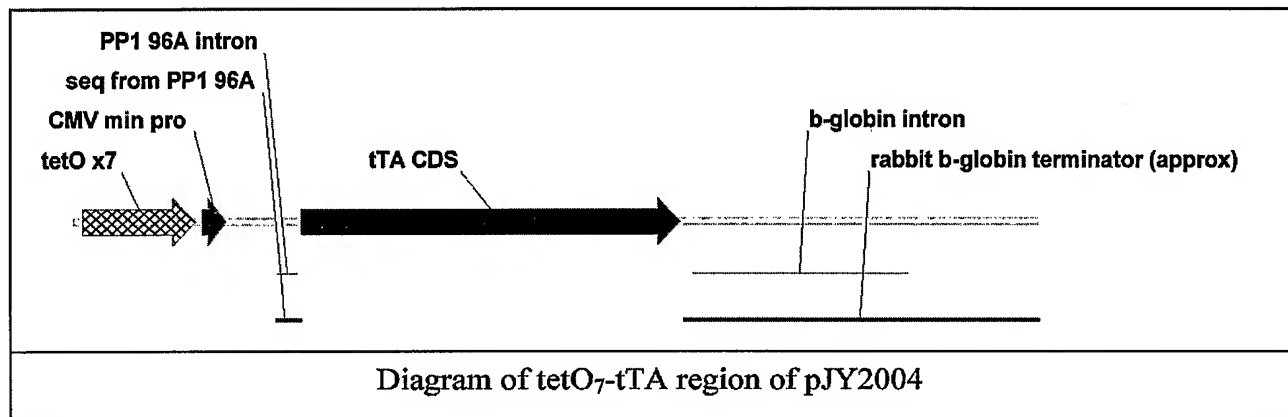 PP1 96A intron
seq from PP1 96A
CMV min pro
b-globin intron
tetO x7
tTA CDS
rabbit b-globin terminator (approx)
Diagram of tetO₇-tTA region of pJY2004